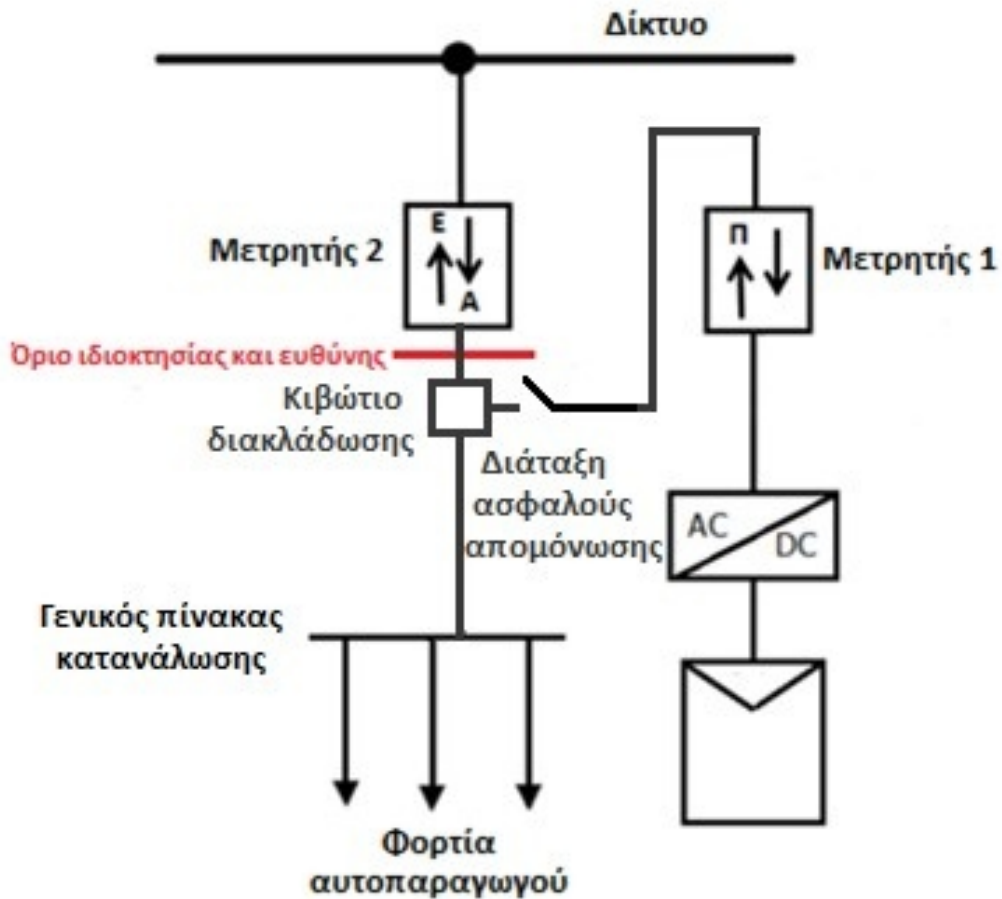 Δίκτυο
Ε
Α
Μετρητής 2
Π
Μετρητής 1
Όριο ιδιοκτησίας και ευθύνης
Κιβώτιο
διακλάδωσης
Διάταξη
ασφαλούς
απομόνωσης
AC
DC
Γενικός πίνακας
κατανάλωσης
Φορτία
αυτοπαραγωγού